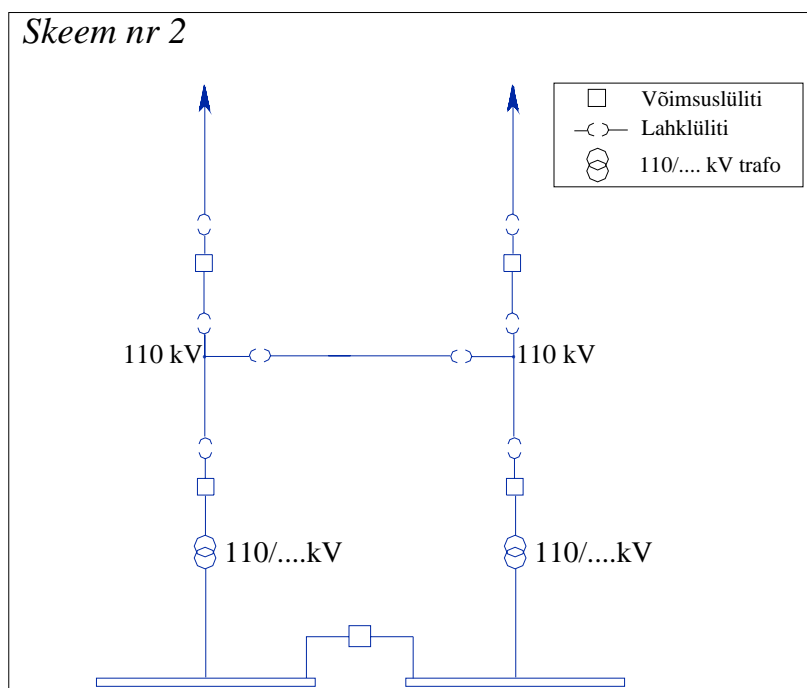 Skeem nr 2
Võimsuslüliti
Lahklüliti
110/.... kV trafo
110 kV
110 kV
110/....kV
110/....kV